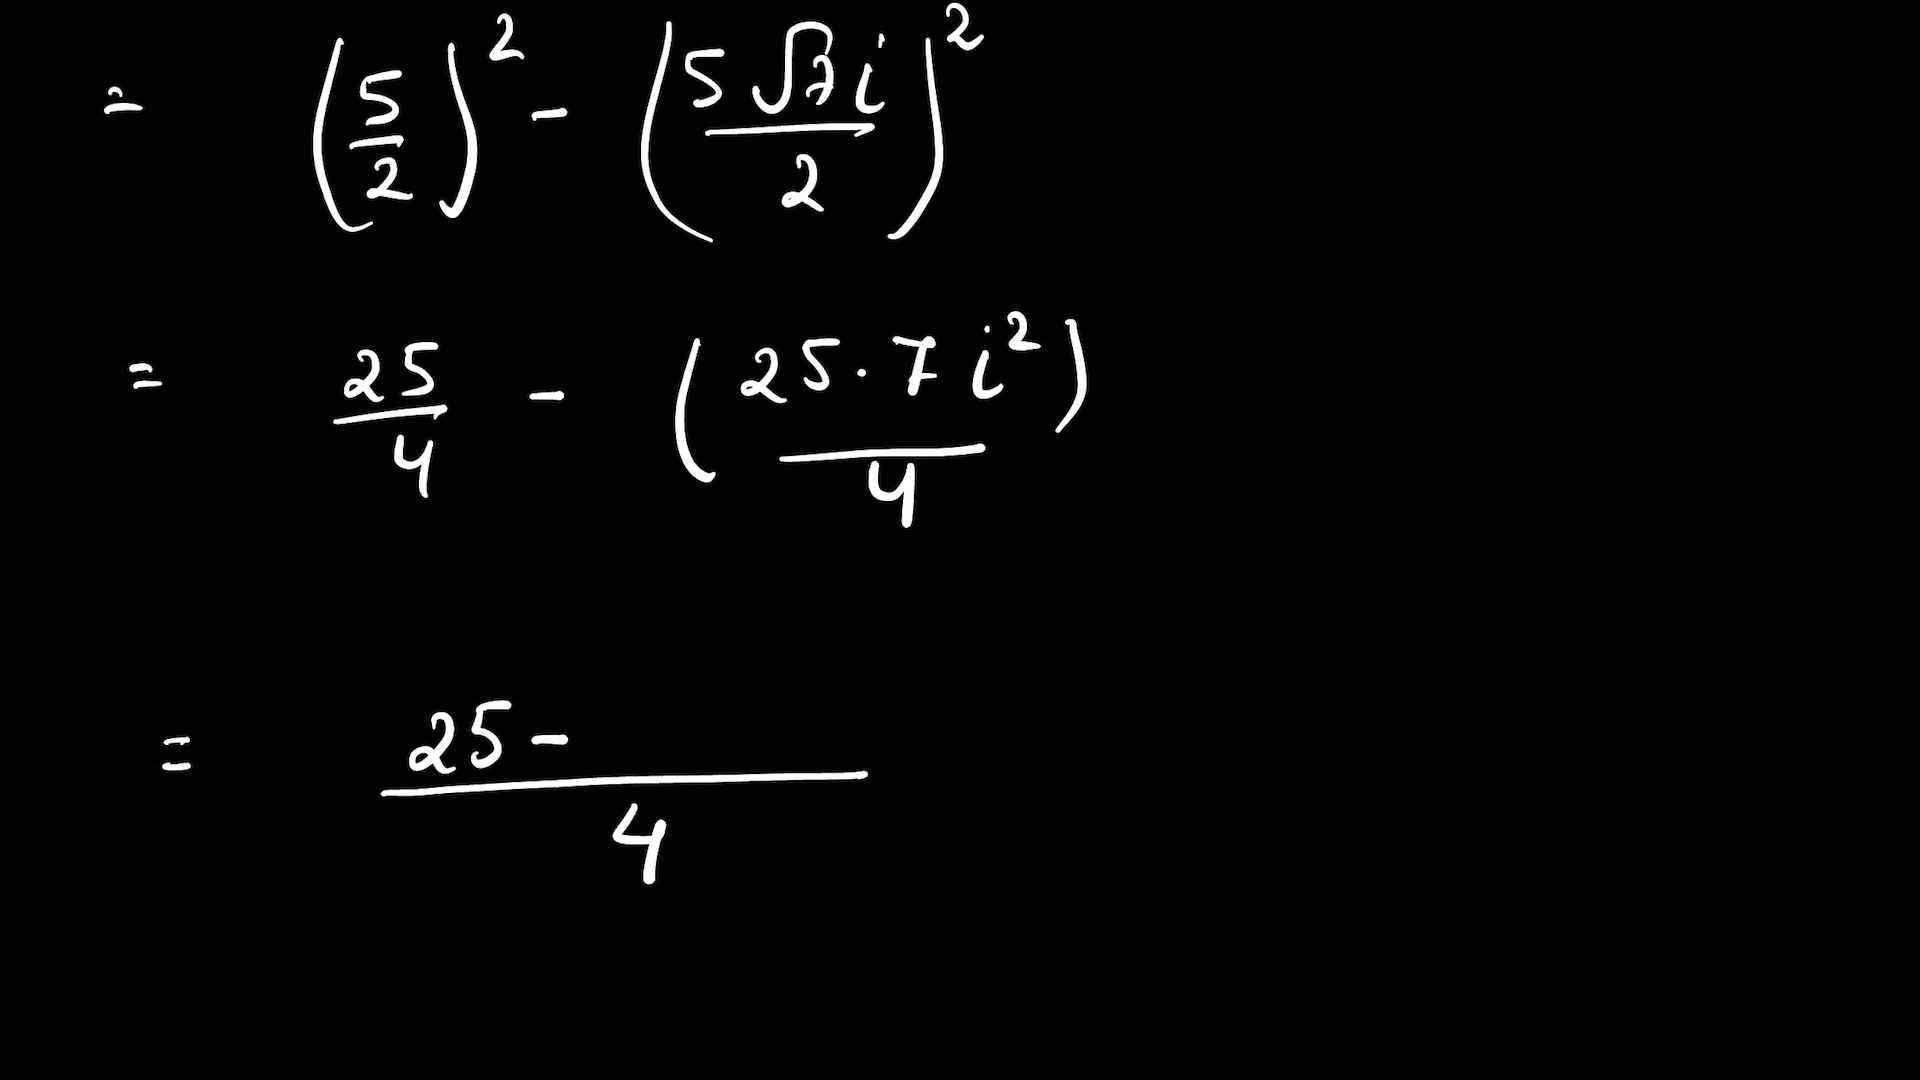 = (5/2)² - (5√7i/2)²
= 25/4 - (25·7i²)/4
= 25-/4